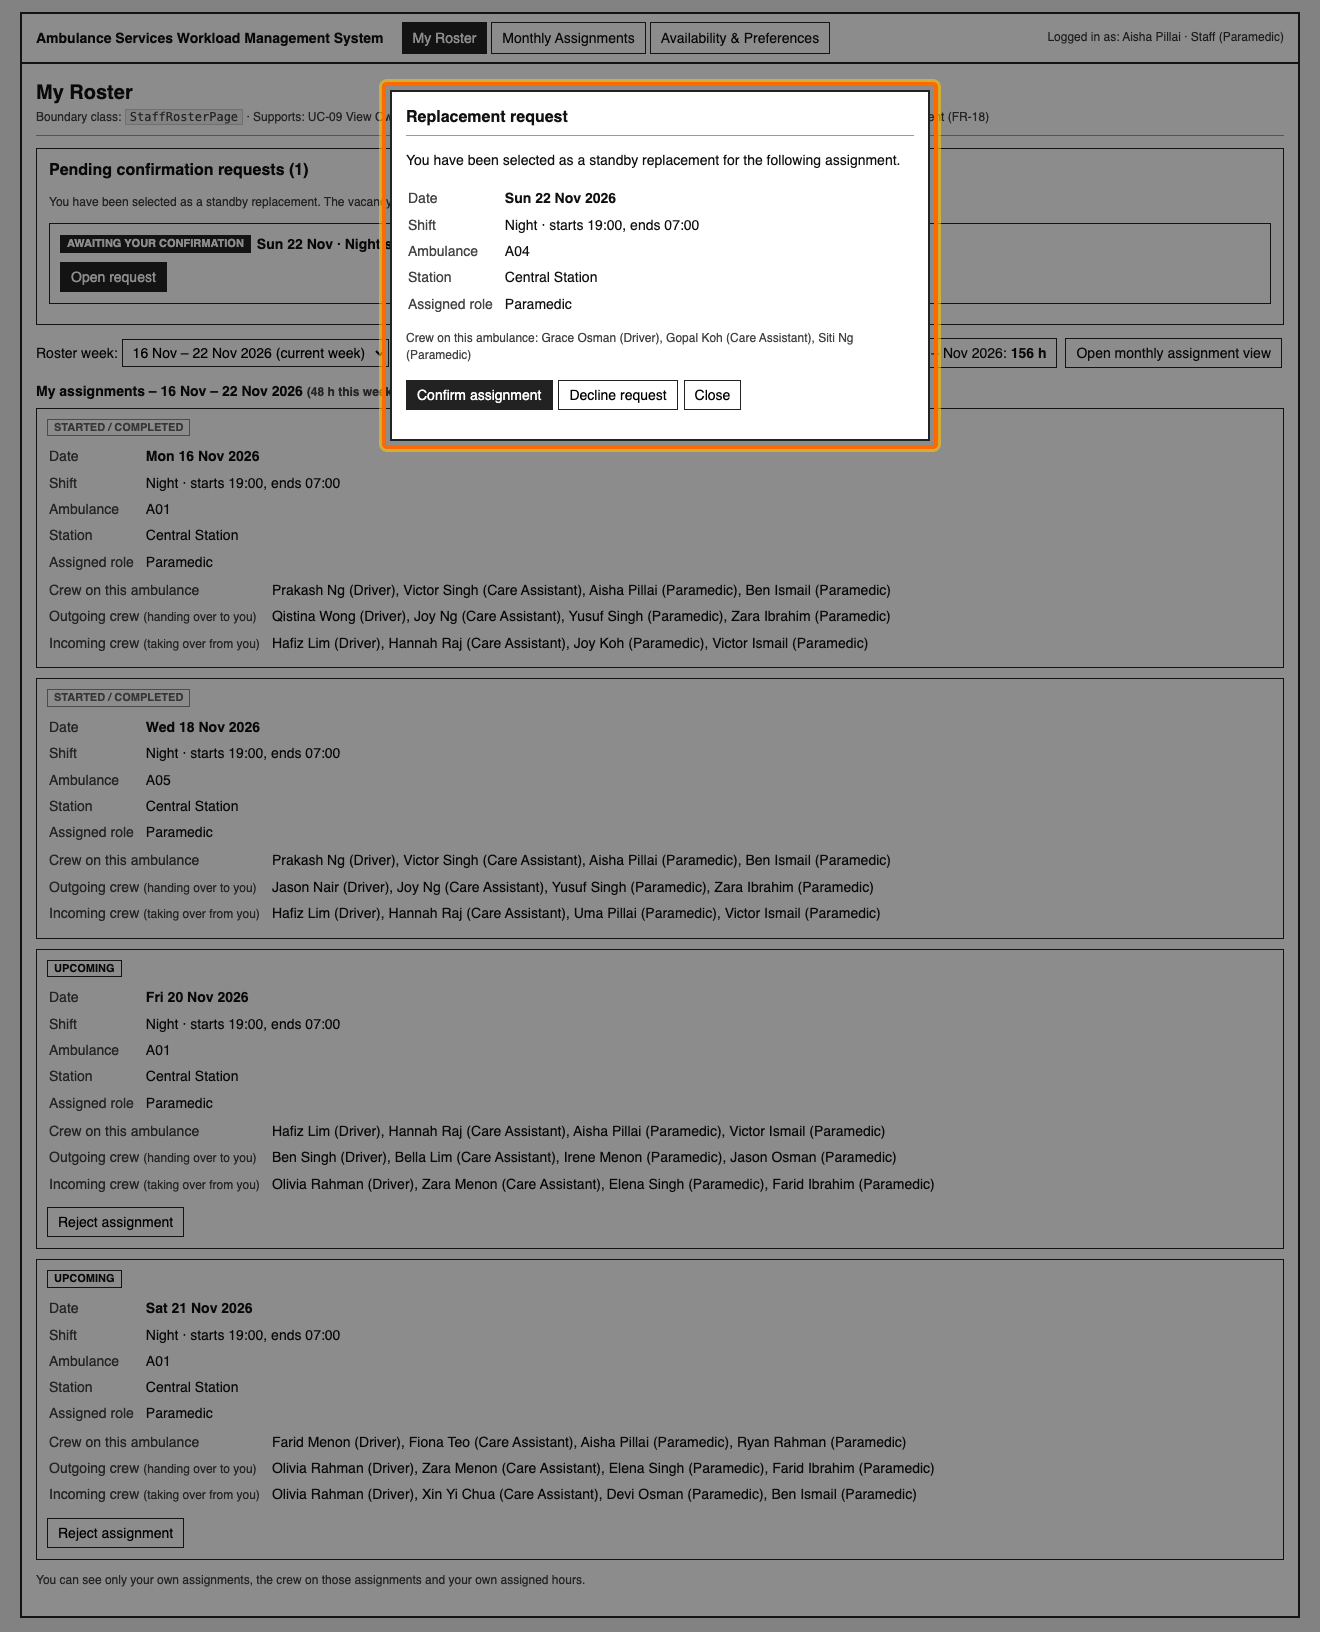 Ambulance Services Workload Management System My Roster Monthly Assignments Availability & Preferences Logged in as: Aisha Pillai · Staff (Paramedic)
My Roster
Boundary class: StaffRosterPage · Supports: UC-09 View (FR-18)
Pending confirmation requests (1)
You have been selected as a standby replacement. The
AWAITING YOUR CONFIRMATION Sun 22 Nov · Night
Open request
Roster week: 16 Nov – 22 Nov 2026 (current week) Nov 2026: 156 h Open monthly assignment view
My assignments – 16 Nov – 22 Nov 2026 (48 h this
Replacement request
You have been selected as a standby replacement for the following assignment.
Date Sun 22 Nov 2026
Shift Night · starts 19:00, ends 07:00
Ambulance A04
Station Central Station
Assigned role Paramedic
Crew on this ambulance: Grace Osman (Driver), Gopal Koh (Care Assistant), Siti Ng
(Paramedic)
Confirm assignment Decline request Close
STARTED / COMPLETED
Date Mon 16 Nov 2026
Shift Night · starts 19:00, ends 07:00
Ambulance A01
Station Central Station
Assigned role Paramedic
Crew on this ambulance Prakash Ng (Driver), Victor Singh (Care Assistant), Aisha Pillai (Paramedic), Ben Ismail (Paramedic)
Outgoing crew (handing over to you) Qistina Wong (Driver), Joy Ng (Care Assistant), Yusuf Singh (Paramedic), Zara Ibrahim (Paramedic)
Incoming crew (taking over from you) Hafiz Lim (Driver), Hannah Raj (Care Assistant), Joy Koh (Paramedic), Victor Ismail (Paramedic)
STARTED / COMPLETED
Date Wed 18 Nov 2026
Shift Night · starts 19:00, ends 07:00
Ambulance A05
Station Central Station
Assigned role Paramedic
Crew on this ambulance Prakash Ng (Driver), Victor Singh (Care Assistant), Aisha Pillai (Paramedic), Ben Ismail (Paramedic)
Outgoing crew (handing over to you) Jason Nair (Driver), Joy Ng (Care Assistant), Yusuf Singh (Paramedic), Zara Ibrahim (Paramedic)
Incoming crew (taking over from you) Hafiz Lim (Driver), Hannah Raj (Care Assistant), Uma Pillai (Paramedic), Victor Ismail (Paramedic)
UPCOMING
Date Fri 20 Nov 2026
Shift Night · starts 19:00, ends 07:00
Ambulance A01
Station Central Station
Assigned role Paramedic
Crew on this ambulance Hafiz Lim (Driver), Hannah Raj (Care Assistant), Aisha Pillai (Paramedic), Victor Ismail (Paramedic)
Outgoing crew (handing over to you) Ben Singh (Driver), Bella Lim (Care Assistant), Irene Menon (Paramedic), Jason Osman (Paramedic)
Incoming crew (taking over from you) Olivia Rahman (Driver), Zara Menon (Care Assistant), Elena Singh (Paramedic), Farid Ibrahim (Paramedic)
Reject assignment
UPCOMING
Date Sat 21 Nov 2026
Shift Night · starts 19:00, ends 07:00
Ambulance A01
Station Central Station
Assigned role Paramedic
Crew on this ambulance Farid Menon (Driver), Fiona Teo (Care Assistant), Aisha Pillai (Paramedic), Ryan Rahman (Paramedic)
Outgoing crew (handing over to you) Olivia Rahman (Driver), Zara Menon (Care Assistant), Elena Singh (Paramedic), Farid Ibrahim (Paramedic)
Incoming crew (taking over from you) Olivia Rahman (Driver), Xin Yi Chua (Care Assistant), Devi Osman (Paramedic), Ben Ismail (Paramedic)
Reject assignment
You can see only your own assignments, the crew on those assignments and your own assigned hours.